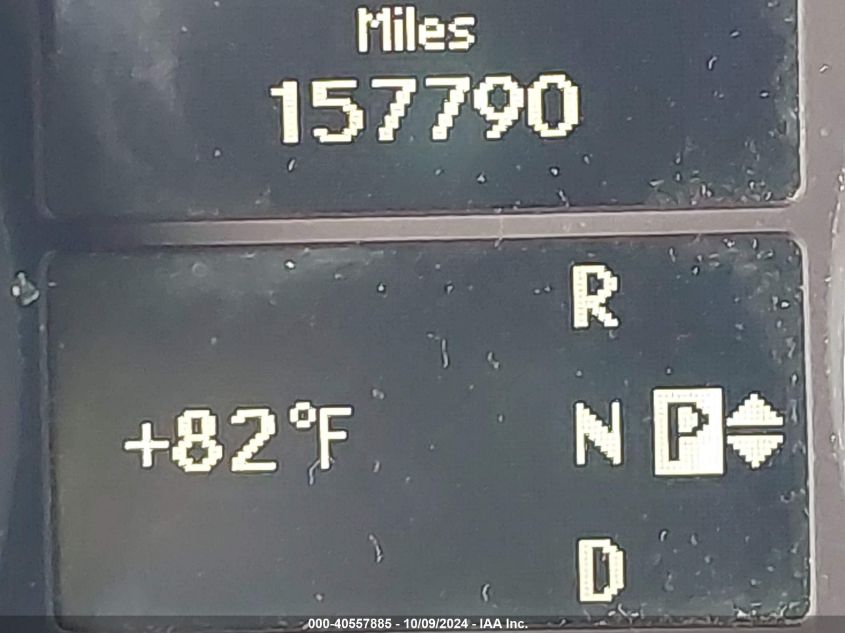 Miles
157790
R
+82°F N P
D
000-40557885 - 10/09/2024 - IAA Inc.